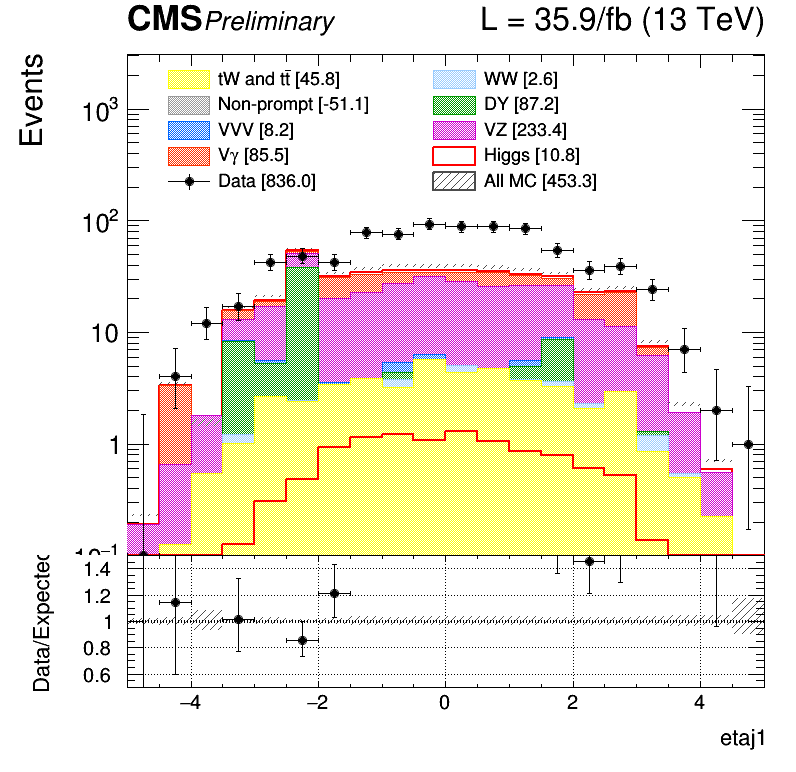 CMS Preliminary L = 35.9/fb (13 TeV)
Events
tW and tt̄ [45.8] WW [2.6]
Non-prompt [-51.1] DY [87.2]
VVV [8.2] VZ [233.4]
Vγ [85.5] Higgs [10.8]
Data [836.0] All MC [453.3]
10³
10²
10
1
10⁻¹
Data/Expected
1.4
1.2
1
0.8
0.6
−4 −2 0 2 4
etaj1